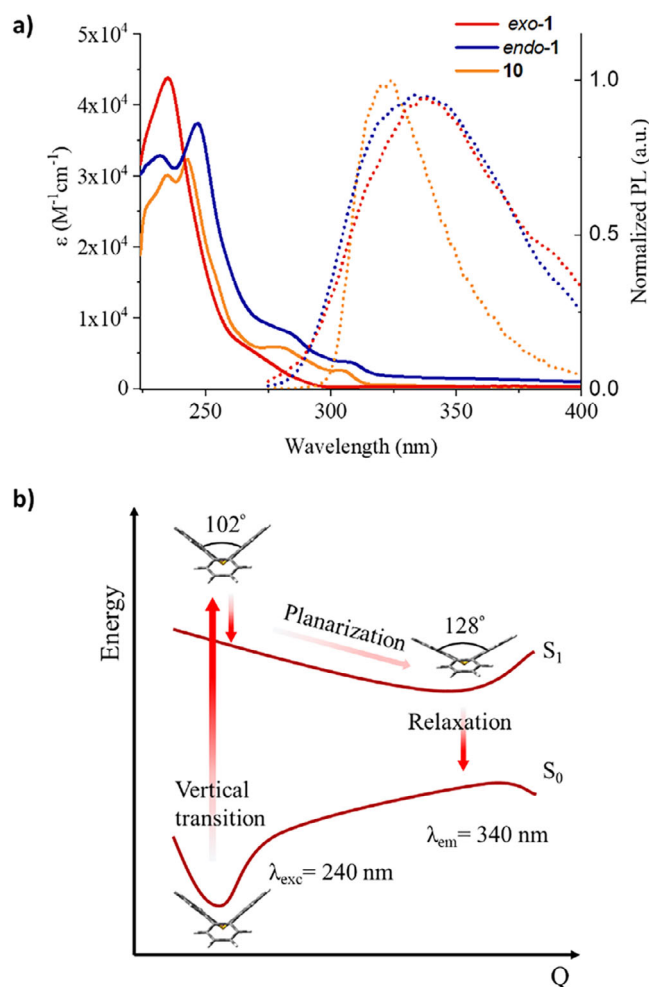 a)
exo-1
endo-1
10
5x10⁴
4x10⁴
3x10⁴
2x10⁴
1x10⁴
0
ε (M⁻¹cm⁻¹)
1.0
0.5
0.0
Normalized PL (a.u.)
250
300
350
400
Wavelength (nm)
b)
102°
Planarization
128°
S₁
Energy
Relaxation
S₀
Vertical
transition
λem= 340 nm
λexc= 240 nm
Q